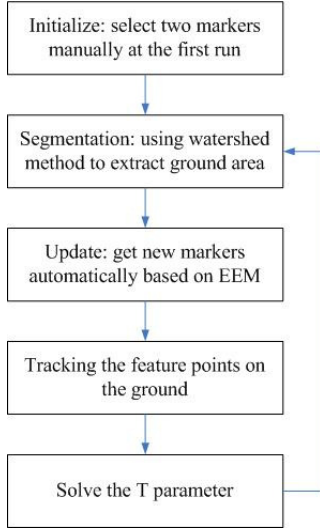 Initialize: select two markers
manually at the first run
Segmentation: using watershed
method to extract ground area
Update: get new markers
automatically based on EEM
Tracking the feature points on
the ground
Solve the T parameter